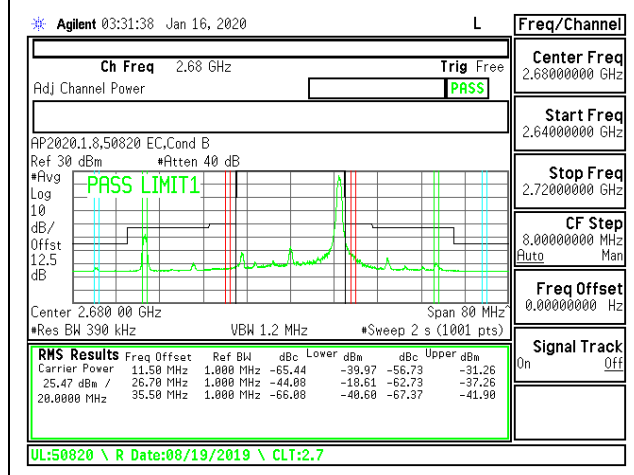 Agilent 03:31:38 Jan 16, 2020 L
Freq/Channel
Ch Freq 2.68 GHz Trig Free
Adj Channel Power PASS
AP2020.1.8,50820 EC,Cond B
Ref 30 dBm #Atten 40 dB
#Avg
Log
10
dB/
Offst
12.5
dB
PASS LIMIT1
Center 2.680 00 GHz Span 80 MHz
#Res BW 390 kHz VBW 1.2 MHz #Sweep 2 s (1001 pts)
RMS Results Freq Offset Ref BW dBc Lower dBm dBc Upper dBm
Carrier Power 11.50 MHz 1.000 MHz -65.44 -39.97 -56.73 -31.26
25.47 dBm / 26.70 MHz 1.000 MHz -44.08 -18.61 -62.73 -37.26
20.0000 MHz 35.50 MHz 1.000 MHz -66.08 -40.60 -67.37 -41.90
UL:50820 \ R Date:08/19/2019 \ CLT:2.7
Center Freq
2.68000000 GHz
Start Freq
2.64000000 GHz
Stop Freq
2.72000000 GHz
CF Step
8.00000000 MHz
Auto Man
Freq Offset
0.00000000 Hz
Signal Track
On Off